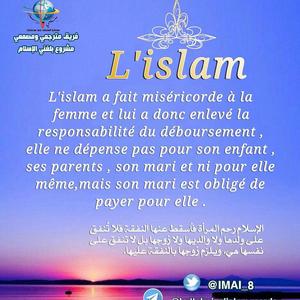 فريق مترجمي ومصممي
مشروع بلغني الإسلام
L'islam
L'islam a fait miséricorde à la
femme et lui a donc enlevé la
responsabilité du déboursement ,
elle ne dépense pas pour son enfant ,
ses parents , son mari et ni pour elle
même,mais son mari est obligé de
payer pour elle .
الإسلام رحم المرأة فأسقط عنها النفقة فلا تُنفق
على ولدها ولا والديها ولا زوجها بل لا تنفق على
نفسها هي، ويلزم زوجها بالنفقة عليها.
@IMAI_8